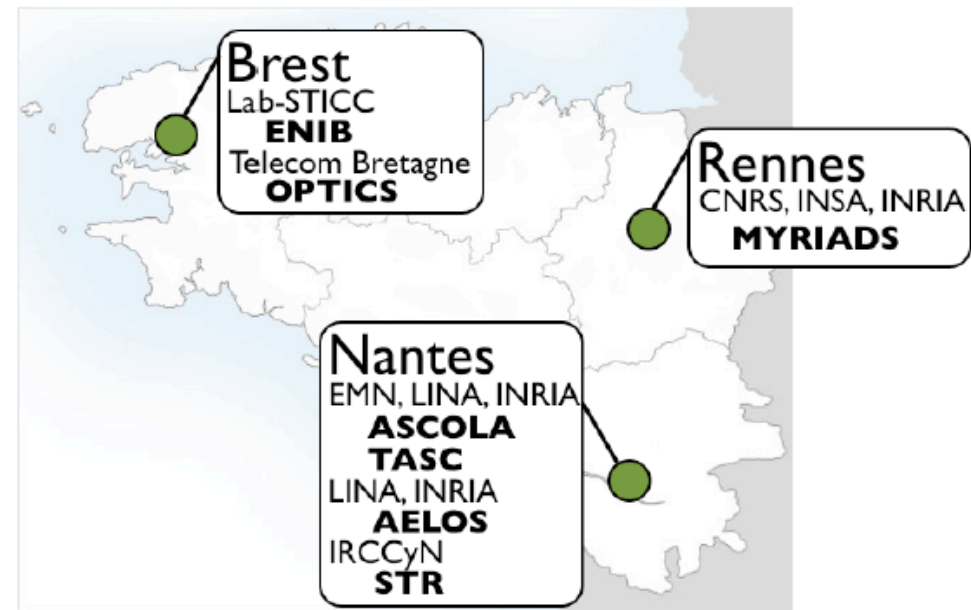 Brest
Lab-STICC
ENIB
Telecom Bretagne
OPTICS
Rennes
CNRS, INSA, INRIA
MYRIADS
Nantes
EMN, LINA, INRIA
ASCOLA
TASC
LINA, INRIA
AELOS
IRCCyN
STR